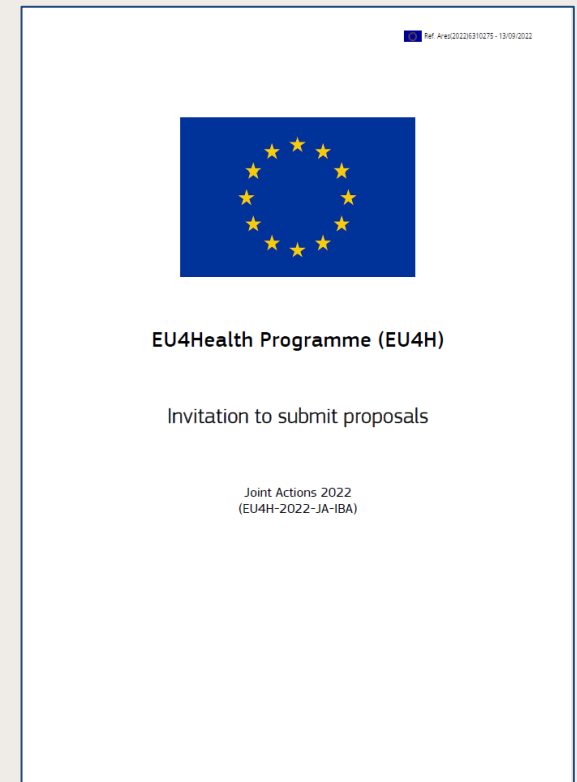 Ref. Ares(2022)6310275 - 13/09/2022
EU4Health Programme (EU4H)
Invitation to submit proposals
Joint Actions 2022
(EU4H-2022-JA-IBA)